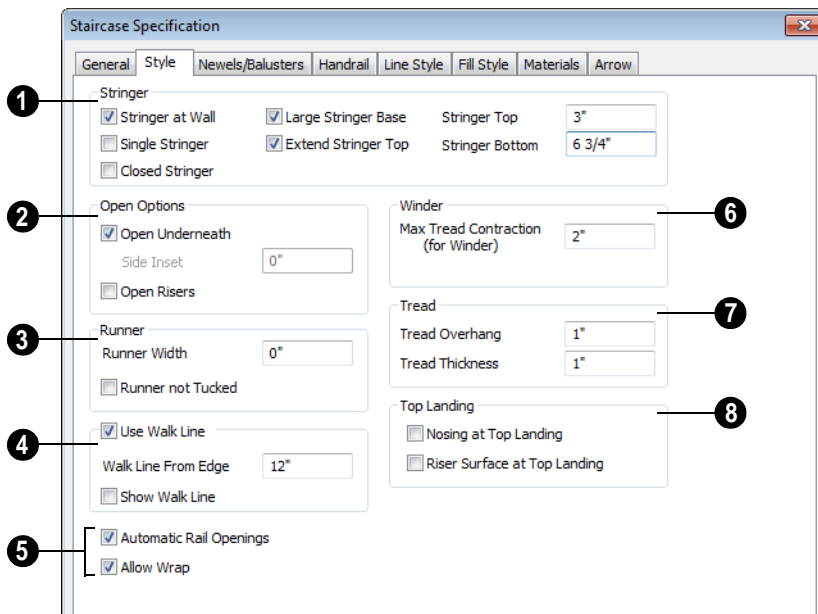 Staircase Specification
General Style Newels/Balusters Handrail Line Style Fill Style Materials Arrow
1
Stringer
Stringer at Wall Large Stringer Base Stringer Top 3"
Single Stringer Extend Stringer Top Stringer Bottom 6 3/4"
Closed Stringer
2
Open Options
Open Underneath
Side Inset 0"
Open Risers
6
Winder
Max Tread Contraction 2"
(for Winder)
3
Runner
Runner Width 0"
Runner not Tucked
7
Tread
Tread Overhang 1"
Tread Thickness 1"
4
Use Walk Line
Walk Line From Edge 12"
Show Walk Line
8
Top Landing
Nosing at Top Landing
Riser Surface at Top Landing
5
Automatic Rail Openings
Allow Wrap